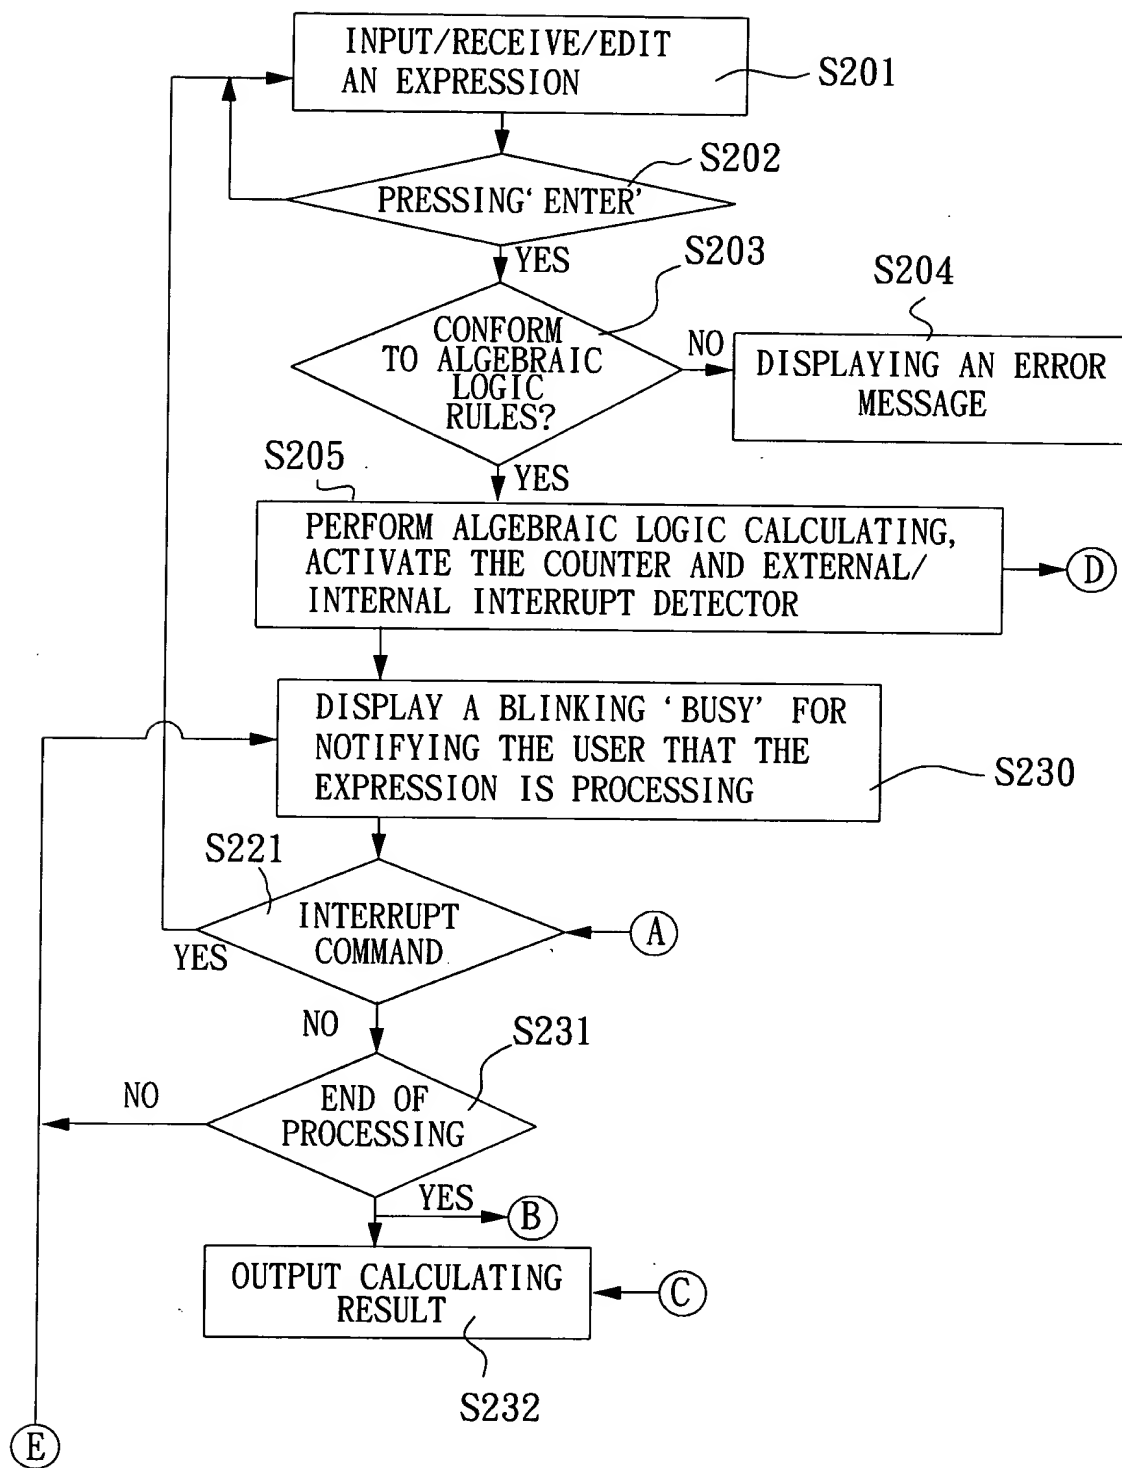 INPUT/RECEIVE/EDIT
AN EXPRESSION
S201
S202
PRESSING‘ENTER’
YES
S203
S204
CONFORM
TO ALGEBRAIC
LOGIC
RULES?
NO
DISPLAYING AN ERROR
MESSAGE
S205
YES
PERFORM ALGEBRAIC LOGIC CALCULATING,
ACTIVATE THE COUNTER AND EXTERNAL/
INTERNAL INTERRUPT DETECTOR
D
DISPLAY A BLINKING ‘BUSY’ FOR
NOTIFYING THE USER THAT THE
EXPRESSION IS PROCESSING
S230
S221
INTERRUPT
COMMAND
A
YES
NO
S231
NO
END OF
PROCESSING
YES
B
OUTPUT CALCULATING
RESULT
C
S232
E